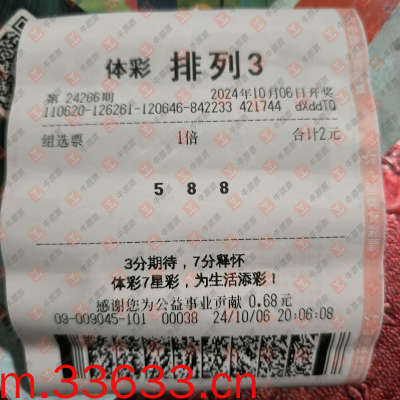 体彩 排列3
第 24266期 2024年10月06日开奖
110620-126261-120646-842233 421744 dXddTQ
组选票 1倍 合计2元
5 8 8
3分期待，7分释怀
体彩7星彩，为生活添彩！
感谢您为公益事业贡献 0.68元
03-009045-101 00038 24/10/06 20:06:08
m.33633.cn